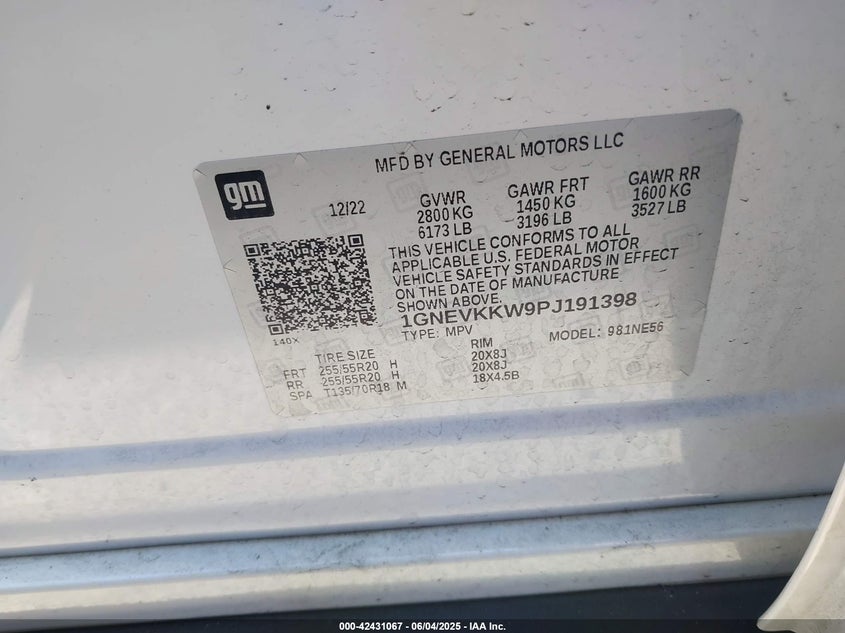 MFD BY GENERAL MOTORS LLC
gm
12/22
GVWR
2800 KG
6173 LB
GAWR FRT
1450 KG
3196 LB
GAWR RR
1600 KG
3527 LB
THIS VEHICLE CONFORMS TO ALL
APPLICABLE U.S. FEDERAL MOTOR
VEHICLE SAFETY STANDARDS IN EFFECT
ON THE DATE OF MANUFACTURE
SHOWN ABOVE.
1GNEVKKW9PJ191398
TYPE: MPV
MODEL: 981NE56
140X
TIRE SIZE
RIM
FRT 255/55R20 H 20X8J
RR 255/55R20 H 20X8J
SPA T135/70R18 M 18X4.5B
000-42431067 - 06/04/2025 - IAA Inc.